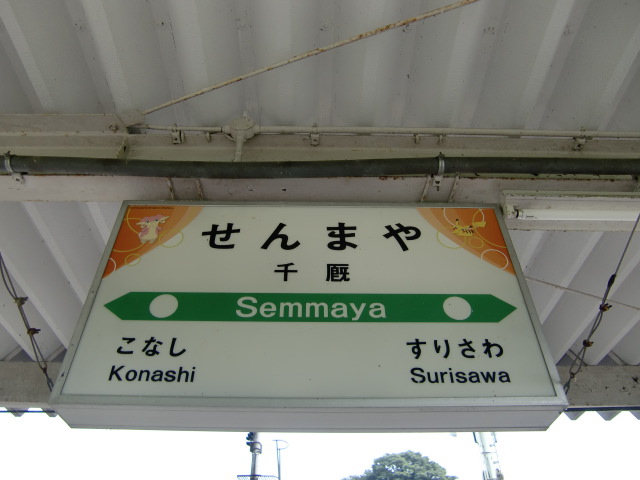 せんまや
千厩
Semmaya
こなし すりさわ
Konashi Surisawa